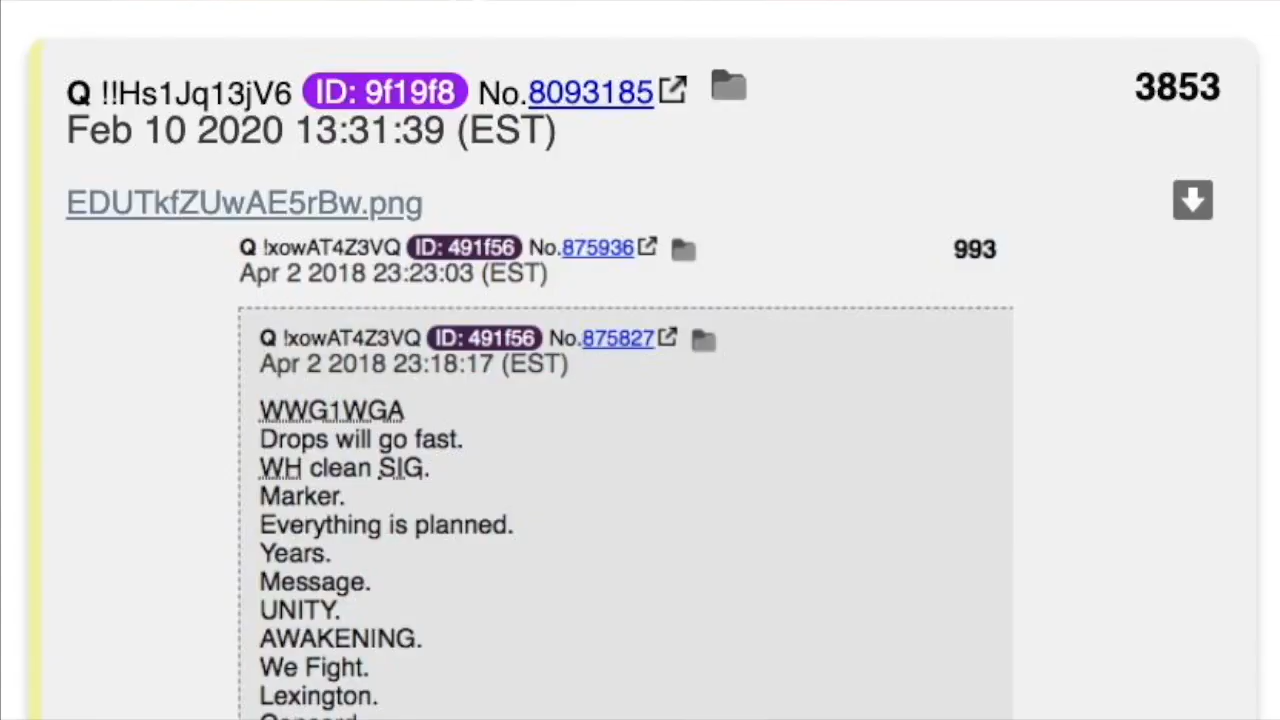 Q !!Hs1Jq13jV6 ID: 9f19f8 No.8093185 3853
Feb 10 2020 13:31:39 (EST)
EDUTkfZUwAE5rBw.png
Q !xowAT4Z3VQ ID: 491f56 No.875936 993
Apr 2 2018 23:23:03 (EST)
Q !xowAT4Z3VQ ID: 491f56 No.875827
Apr 2 2018 23:18:17 (EST)
WWG1WGA
Drops will go fast.
WH clean SIG.
Marker.
Everything is planned.
Years.
Message.
UNITY.
AWAKENING.
We Fight.
Lexington.